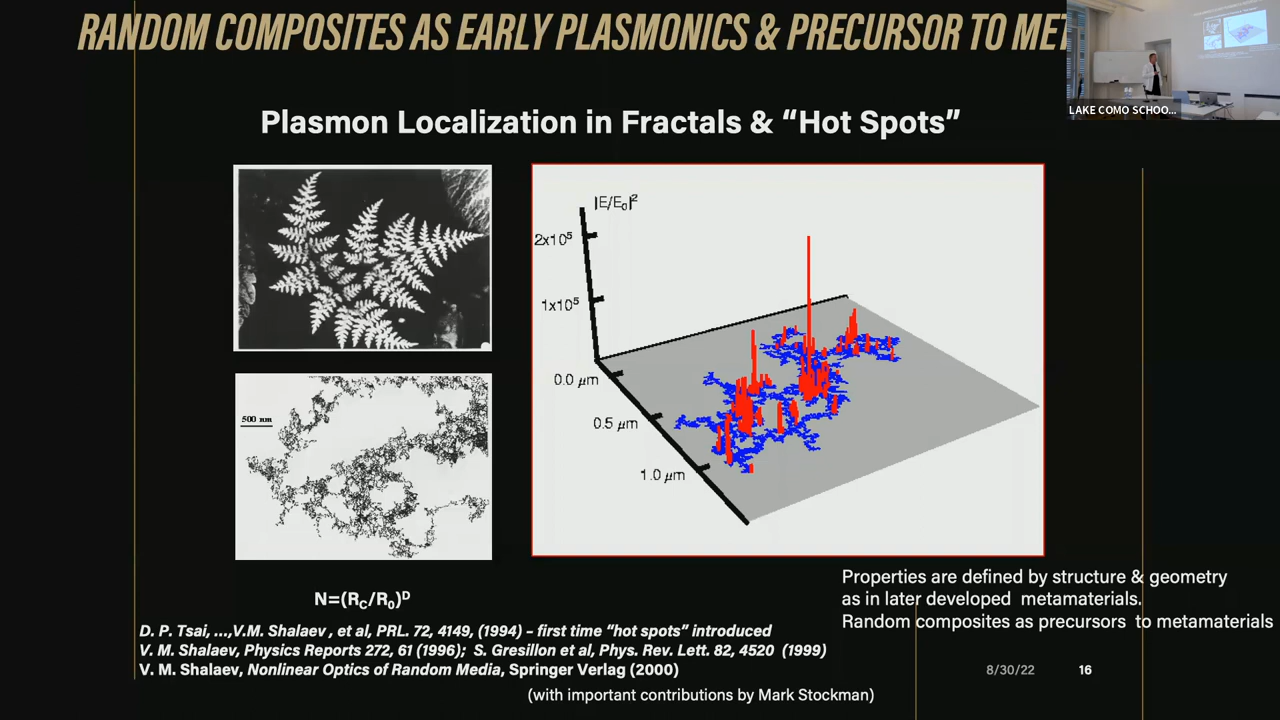 RANDOM COMPOSITES AS EARLY PLASMONICS & PRECURSOR TO MET
LAKE COMO SCHOO...
Plasmon Localization in Fractals & “Hot Spots”
|E/E₀|²
2x10⁵
1x10⁵
0.0 μm
0.5 μm
1.0 μm
500 nm
N=(R_C/R₀)ᴰ
Properties are defined by structure & geometry
as in later developed metamaterials.
Random composites as precursors to metamaterials
D. P. Tsai, ...,V.M. Shalaev , et al, PRL. 72, 4149, (1994) – first time “hot spots” introduced
V. M. Shalaev, Physics Reports 272, 61 (1996); S. Gresillon et al, Phys. Rev. Lett. 82, 4520 (1999)
V. M. Shalaev, Nonlinear Optics of Random Media, Springer Verlag (2000)
(with important contributions by Mark Stockman)
8/30/22
16